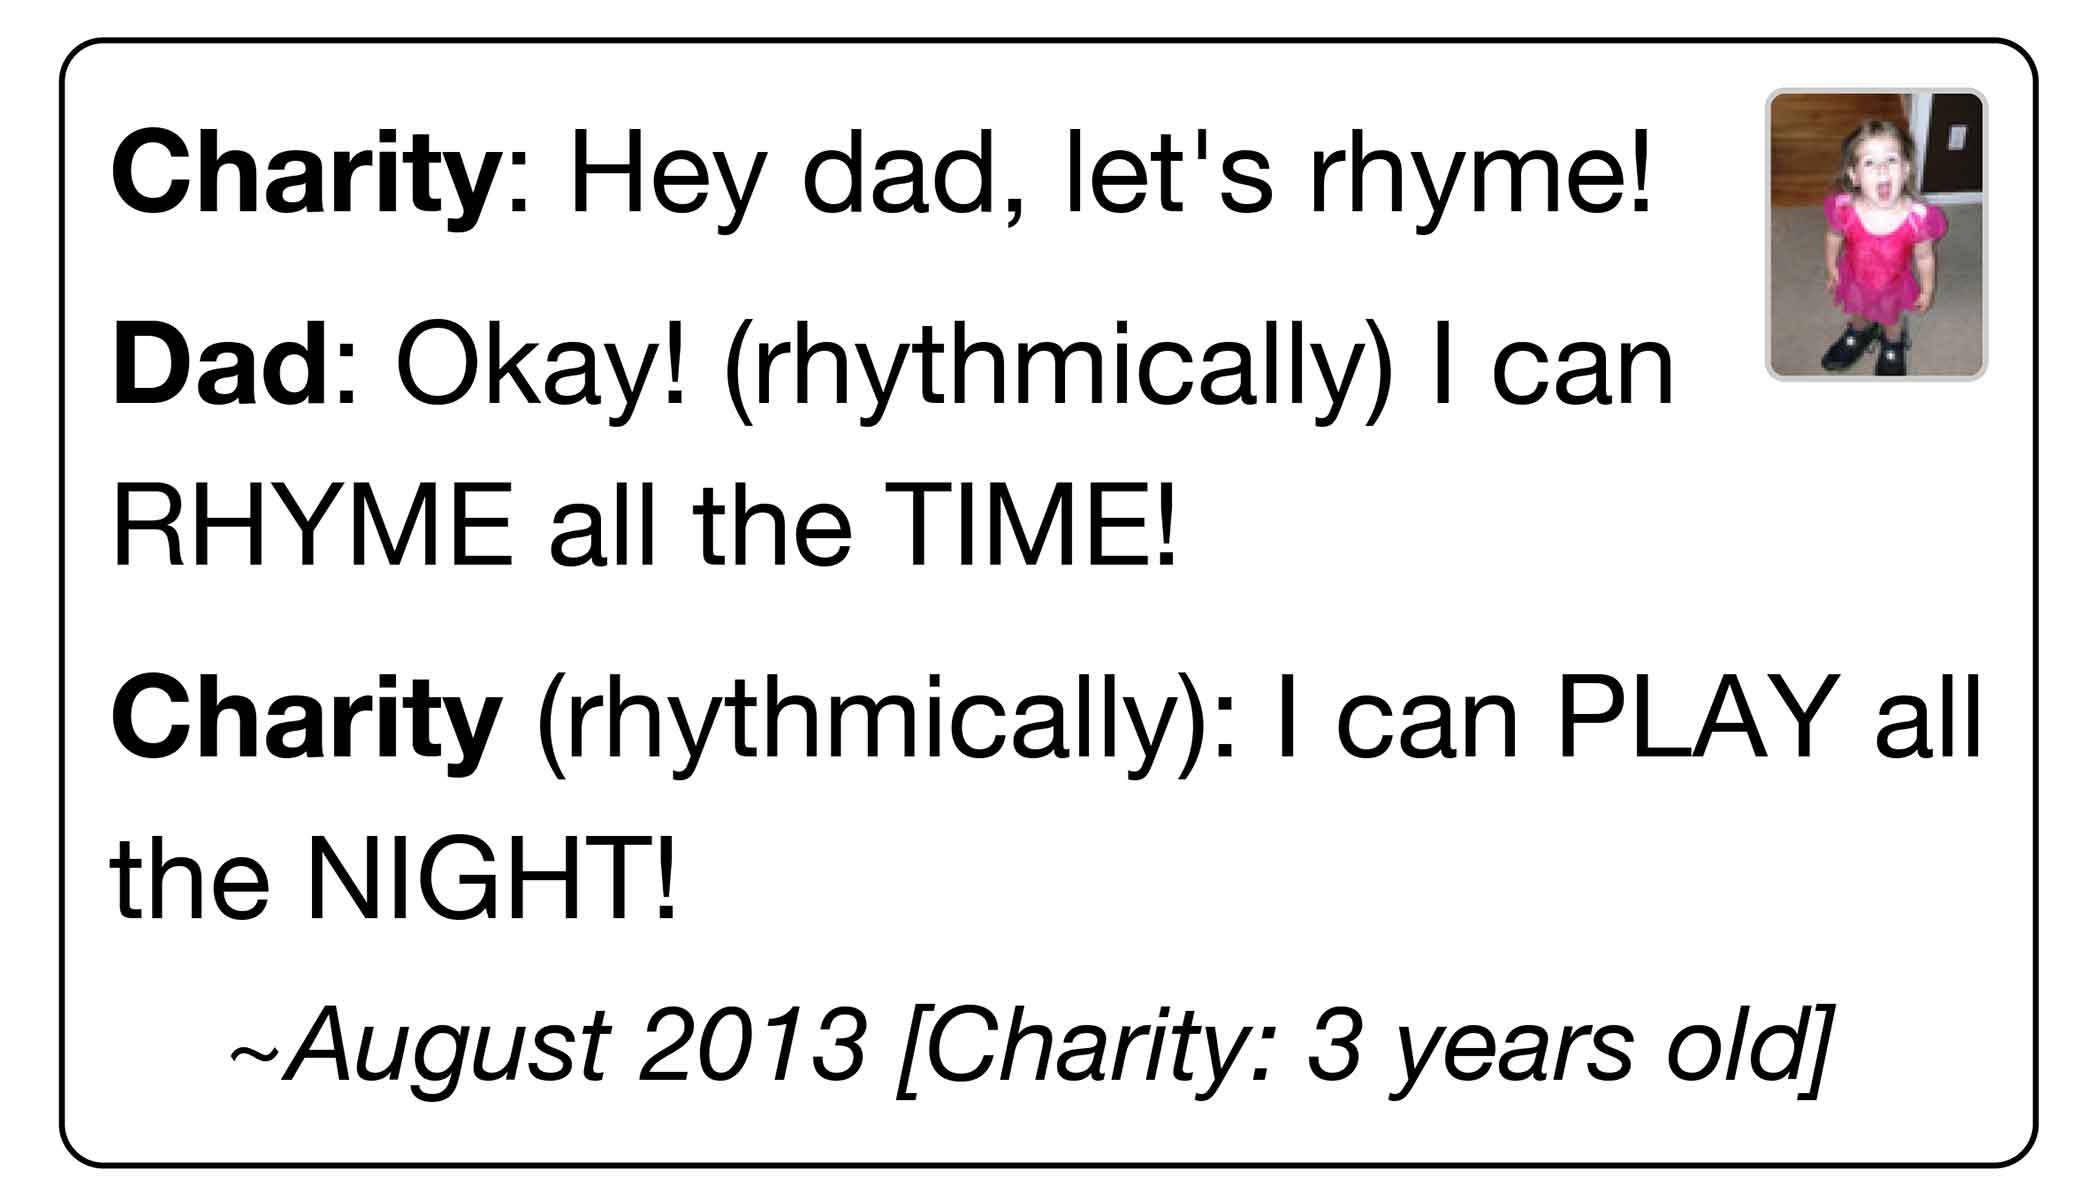 Charity: Hey dad, let's rhyme!
Dad: Okay! (rhythmically) I can
RHYME all the TIME!
Charity (rhythmically): I can PLAY all
the NIGHT!
~August 2013 [Charity: 3 years old]